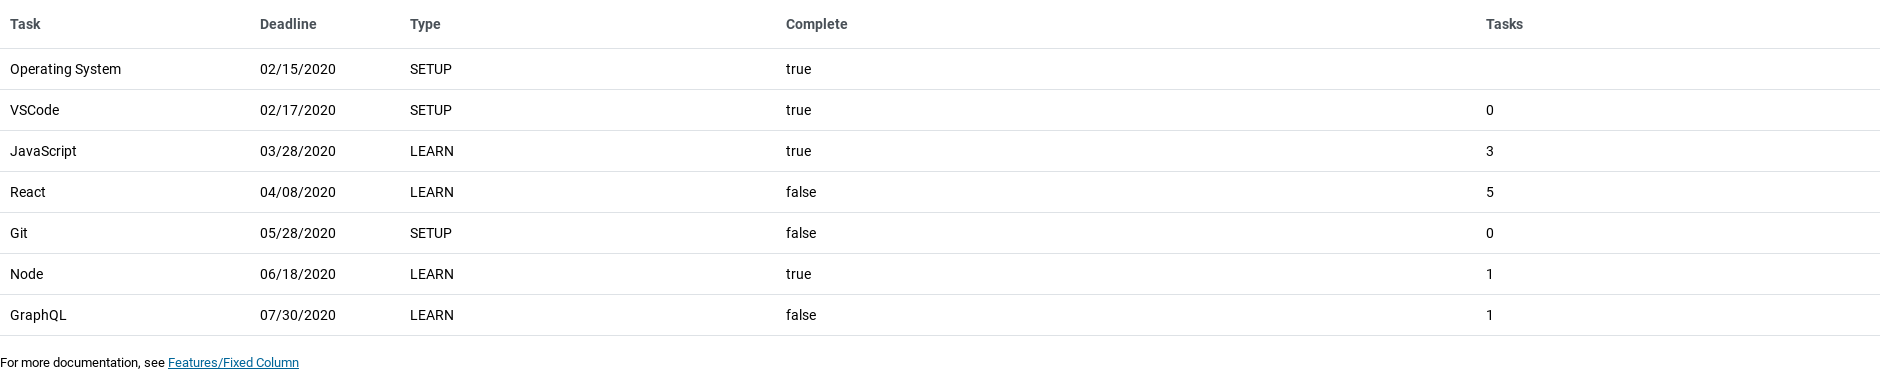 Task Deadline Type Complete Tasks
Operating System 02/15/2020 SETUP true
VSCode 02/17/2020 SETUP true 0
JavaScript 03/28/2020 LEARN true 3
React 04/08/2020 LEARN false 5
Git 05/28/2020 SETUP false 0
Node 06/18/2020 LEARN true 1
GraphQL 07/30/2020 LEARN false 1
For more documentation, see Features/Fixed Column